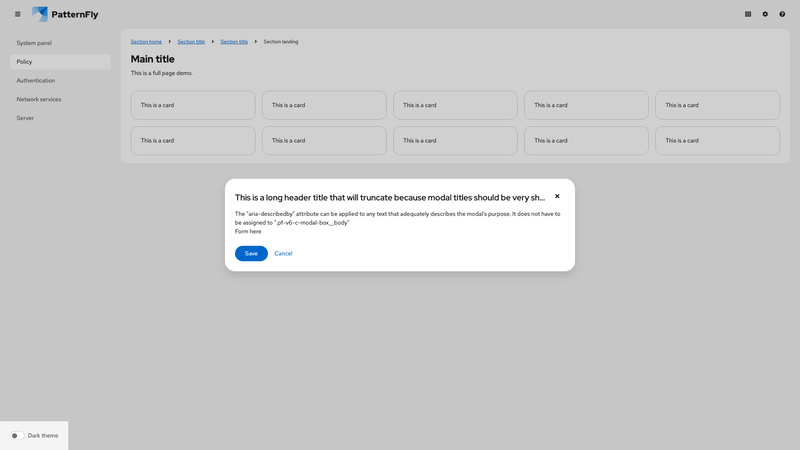 PatternFly
System panel
Policy
Authentication
Network services
Server
Section home
Section title
Section title
Section landing
Main title
This is a full page demo.
This is a card
This is a card
This is a card
This is a card
This is a card
This is a card
This is a card
This is a card
This is a card
This is a card
This is a long header title that will truncate because modal titles should be very sh...
The "aria-describedby" attribute can be applied to any text that adequately describes the modal's purpose. It does not have to
be assigned to ".pf-v6-c-modal-box__body"
Form here
Save
Cancel
Dark theme